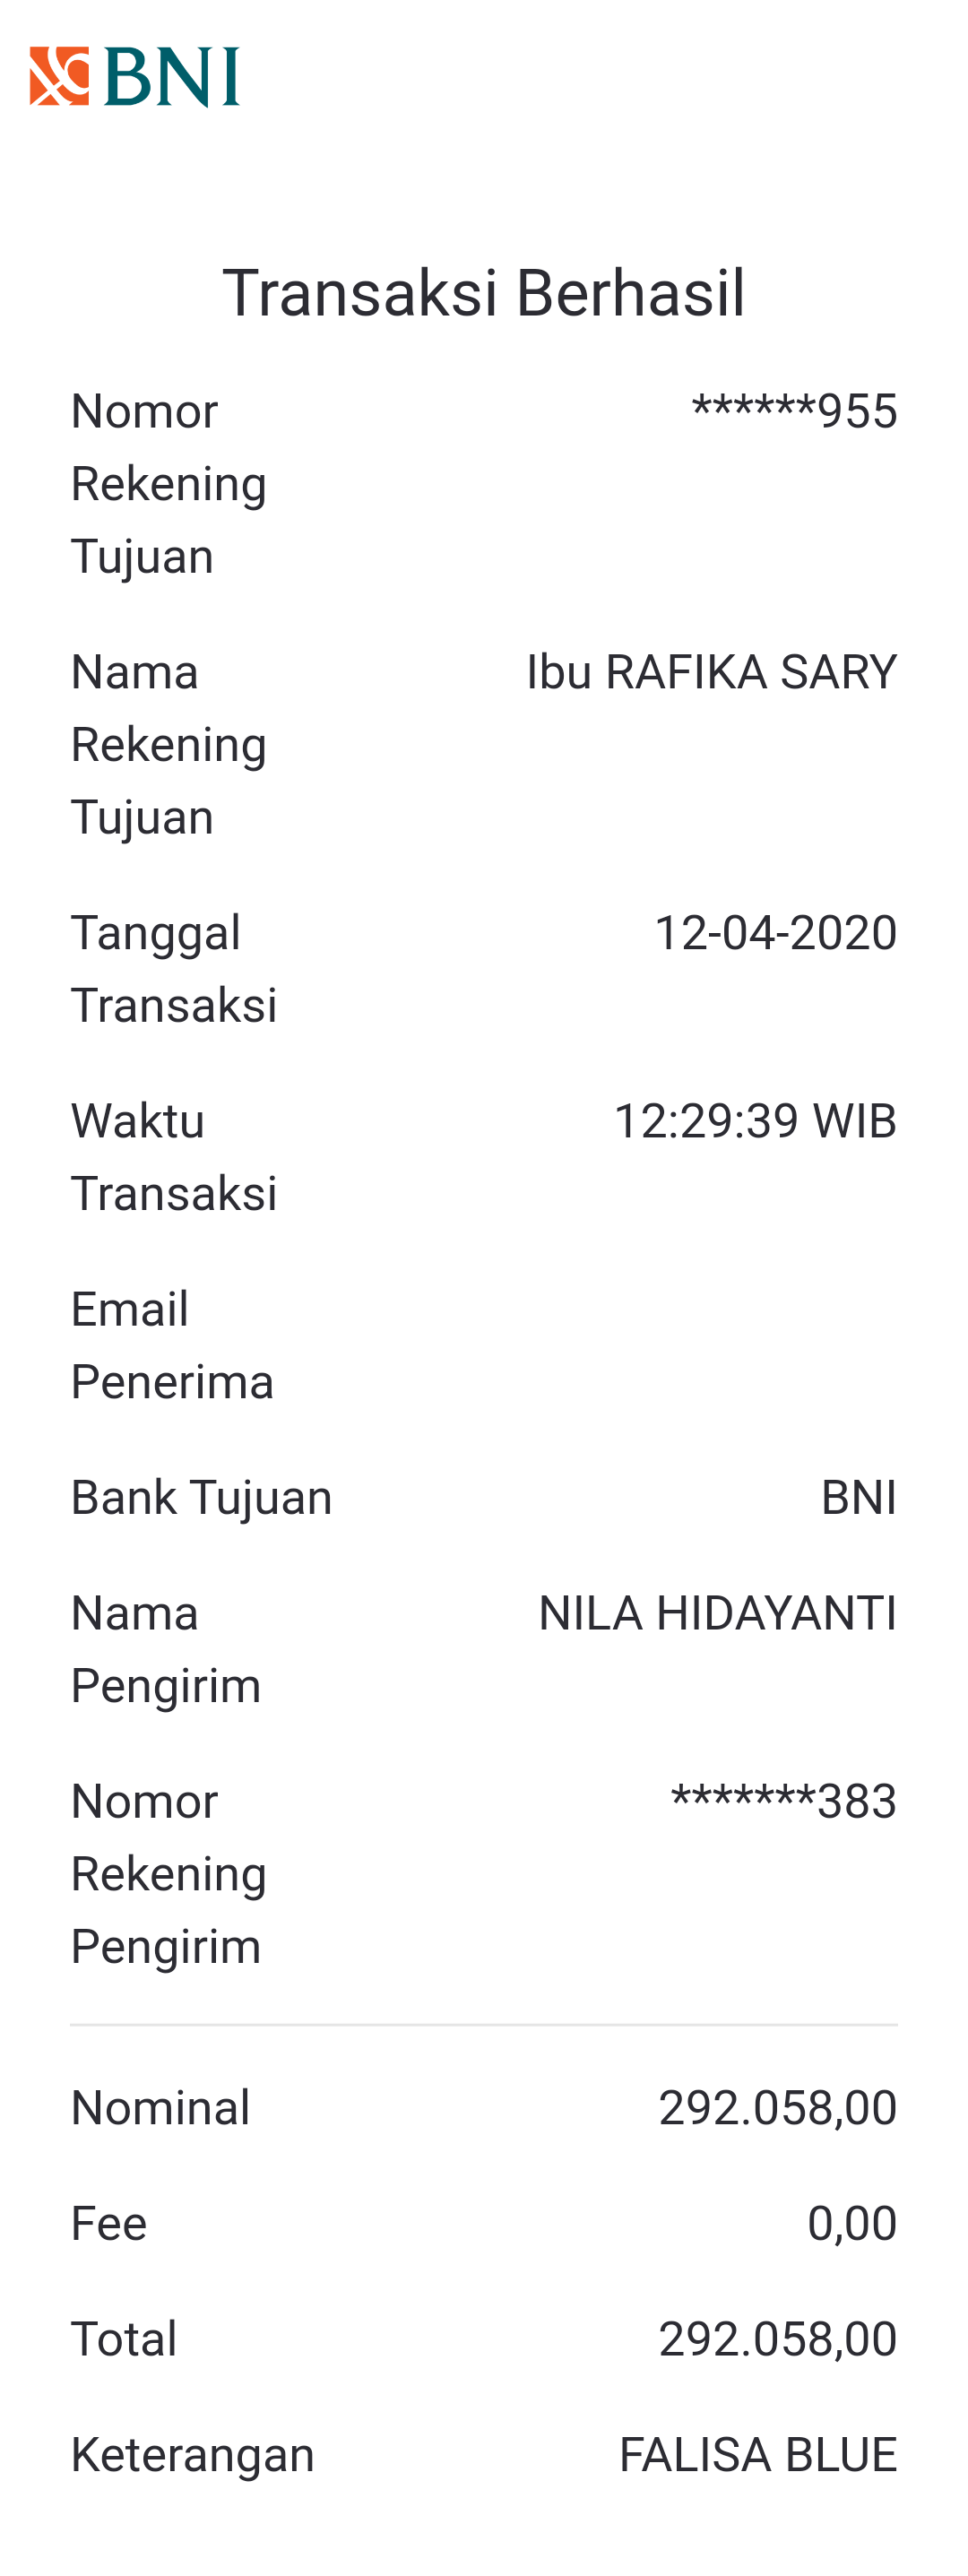 BNI
Transaksi Berhasil
Nomor Rekening Tujuan ******955
Nama Rekening Tujuan Ibu RAFIKA SARY
Tanggal Transaksi 12-04-2020
Waktu Transaksi 12:29:39 WIB
Email Penerima
Bank Tujuan BNI
Nama Pengirim NILA HIDAYANTI
Nomor Rekening Pengirim *******383
Nominal 292.058,00
Fee 0,00
Total 292.058,00
Keterangan FALISA BLUE